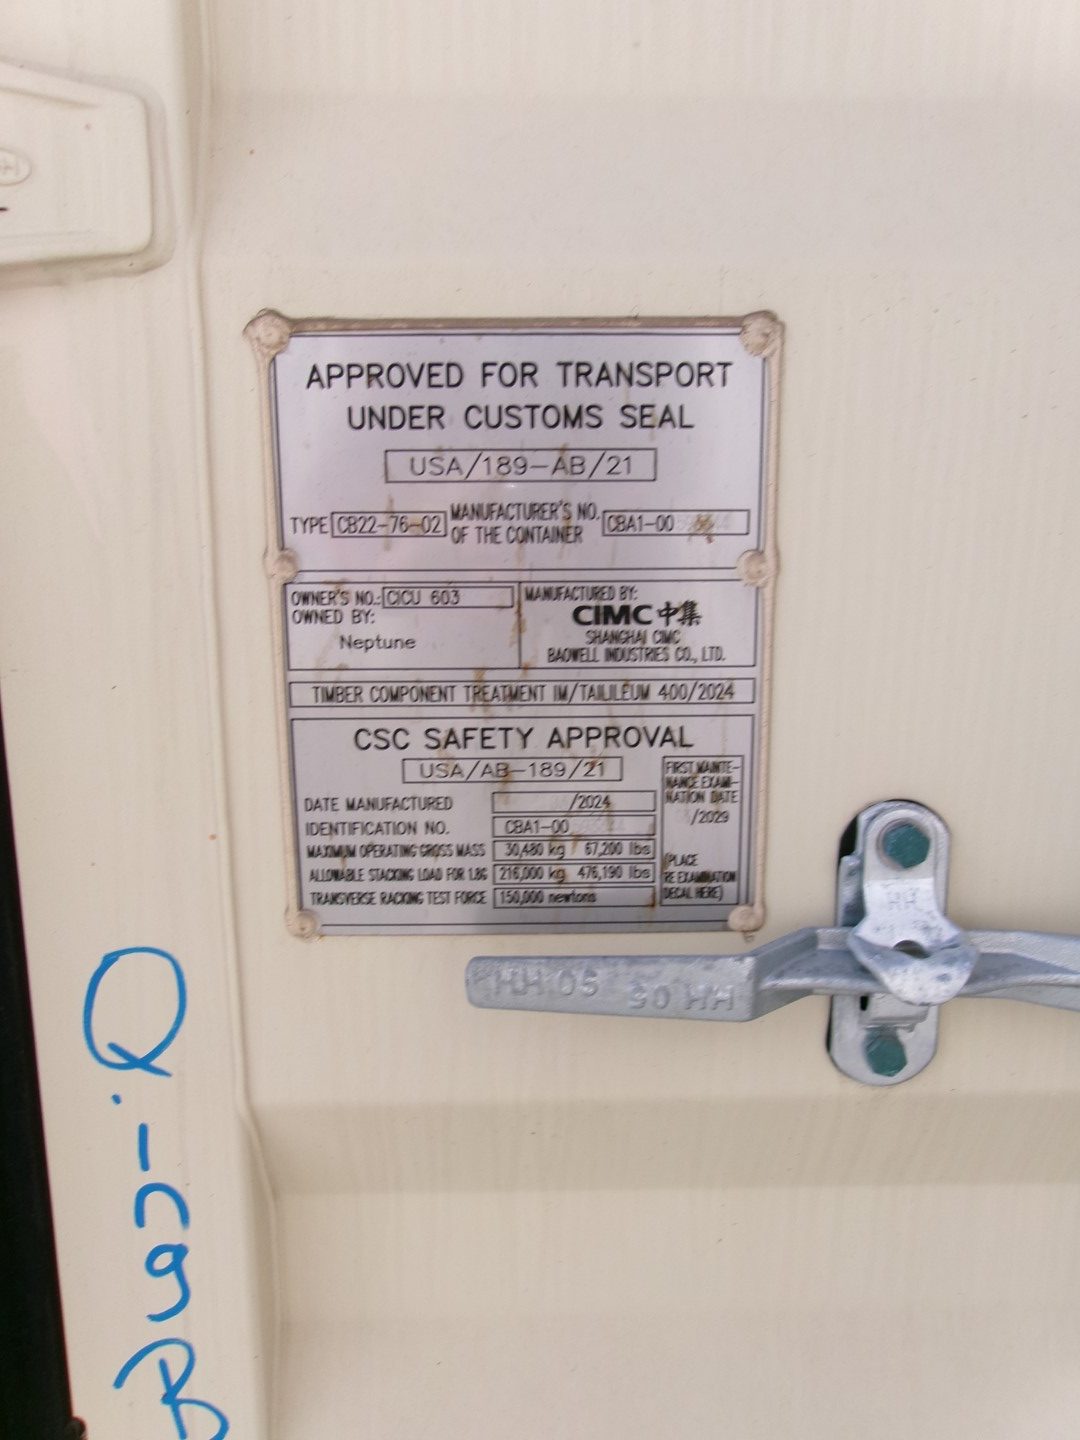 APPROVED FOR TRANSPORT
UNDER CUSTOMS SEAL
USA/189-AB/21
TYPE CB22-76-02 MANUFACTURER'S NO. OF THE CONTAINER CBA1-00
OWNER'S NO.: CICU 603
OWNED BY:
Neptune
MANUFACTURED BY:
CIMC 中集
SHANGHAI CIMC
BAOWELL INDUSTRIES CO., LTD.
TIMBER COMPONENT TREATMENT IM/TAILILEUM 400/2024
CSC SAFETY APPROVAL
USA/AB-189/21
DATE MANUFACTURED /2024
IDENTIFICATION NO. CBA1-00
MAXIMUM OPERATING GROSS MASS 30,480 kg 67,200 lbs
ALLOWABLE STACKING LOAD FOR 1.8G 216,000 kg 476,190 lbs
TRANSVERSE RACKING TEST FORCE 150,000 newtons
FIRST MAINTE-
NANCE EXAMI-
NATION DATE
/2029
(PLACE
RE EXAMINATION
DECAL HERE)
HH
HH 05 50 HH